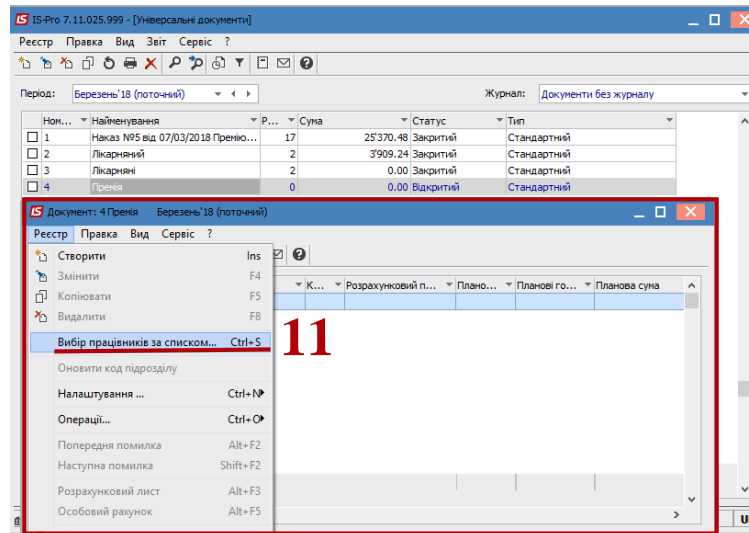 IS-Pro 7.11.025.999 - [Універсальні документи]
Реєстр Правка Вид Звіт Сервіс ?
Період: Березень'18 (поточний) Журнал: Документи без журналу
Ном... Найменування Р... Сума Статус Тип
1 Наказ №5 від 07/03/2018 Премію... 17 25'370.48 Закритий Стандартний
2 Лікарняний 2 3'909.24 Закритий Стандартний
3 Лікарняні 2 0.00 Закритий Стандартний
4 Премія 0 0.00 Відкритий Стандартний
Документ: 4 Премія Березень'18 (поточний)
Реєстр Правка Вид Сервіс ?
Створити Ins
Змінити F4
К... Розрахунковий п... Плано... Планові го... Планова сума
Копіювати F5
Видалити F8
Вибір працівників за списком... Ctrl+S
11
Оновити код підрозділу
Налаштування ... Ctrl+N
Операції... Ctrl+O
Попередня помилка Alt+F2
Наступна помилка Shift+F2
Розрахунковий лист Alt+F3
Особовий рахунок Alt+F5